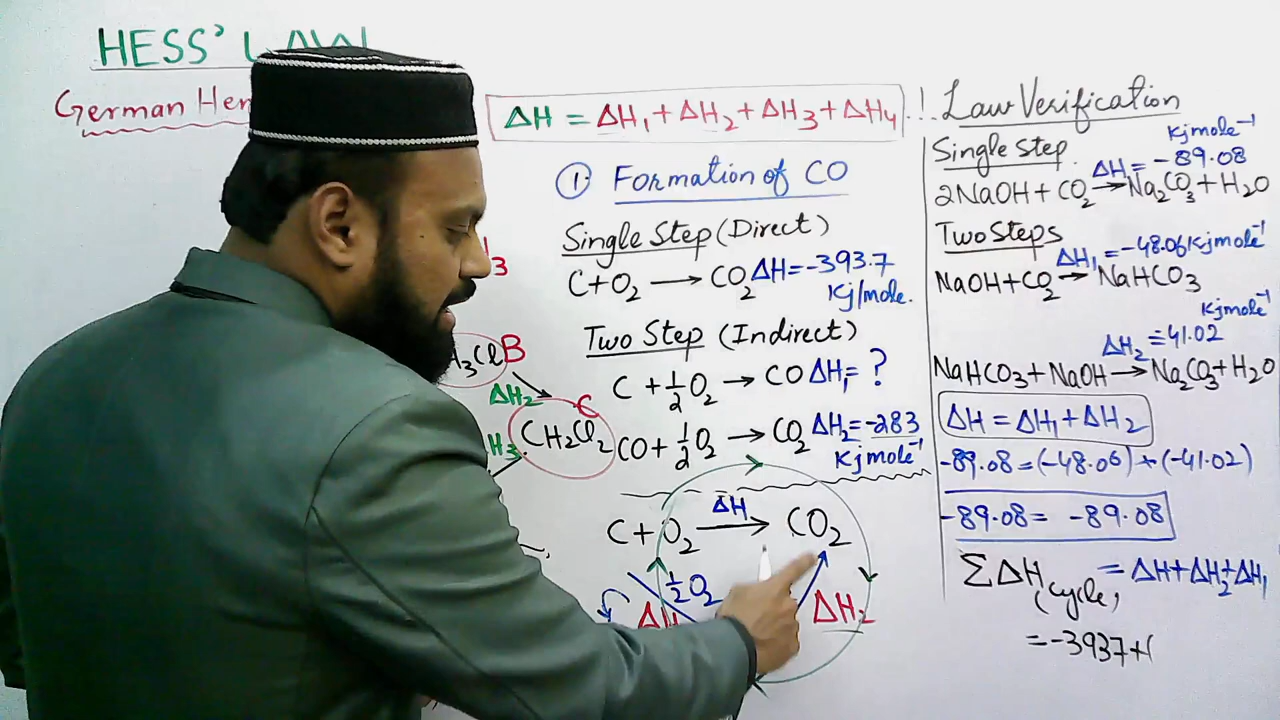 HESS' LAW
German Her
ΔH = ΔH₁ + ΔH₂ + ΔH₃ + ΔH₄
① Formation of CO
Single Step (Direct)
C + O₂ → CO₂ ΔH = -393.7
Kj/mole.
Two Step (Indirect)
C + ½O₂ → CO ΔH₁ = ?
CO + ½O₂ → CO₂ ΔH₂ = -283
Kjmole⁻¹
3
B
ΔH₂
C
CH₂Cl₂
C + O₂ ΔH → CO₂
½O₂
ΔH₂
Law Verification
Single Step
Kjmole⁻¹
ΔH = -89.08
2NaOH + CO₂ → Na₂CO₃ + H₂O
Two Steps
ΔH₁ = -48.06 Kjmole⁻¹
NaOH + CO₂ → NaHCO₃
Kjmole⁻¹
ΔH₂ = 41.02
NaHCO₃ + NaOH → Na₂CO₃ + H₂O
ΔH = ΔH₁ + ΔH₂
-89.08 = (-48.06) + (-41.02)
-89.08 = -89.08
ΣΔH(cycle) = ΔH + ΔH₂ + ΔH₁
= -3937 + (